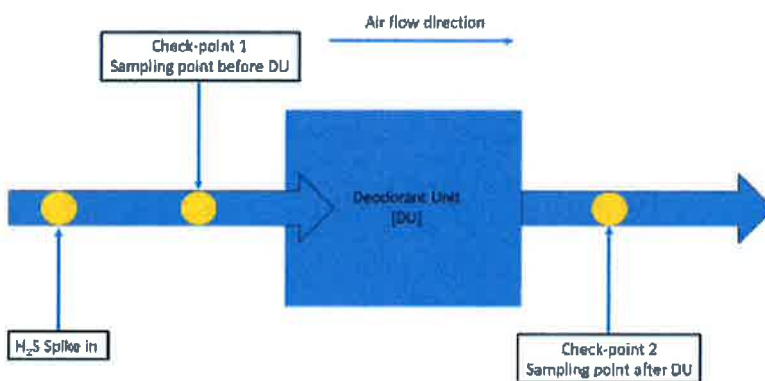 Air flow direction
Check-point 1
Sampling point before DU
Deodorant Unit
[DU]
H₂S Spike in
Check-point 2
Sampling point after DU